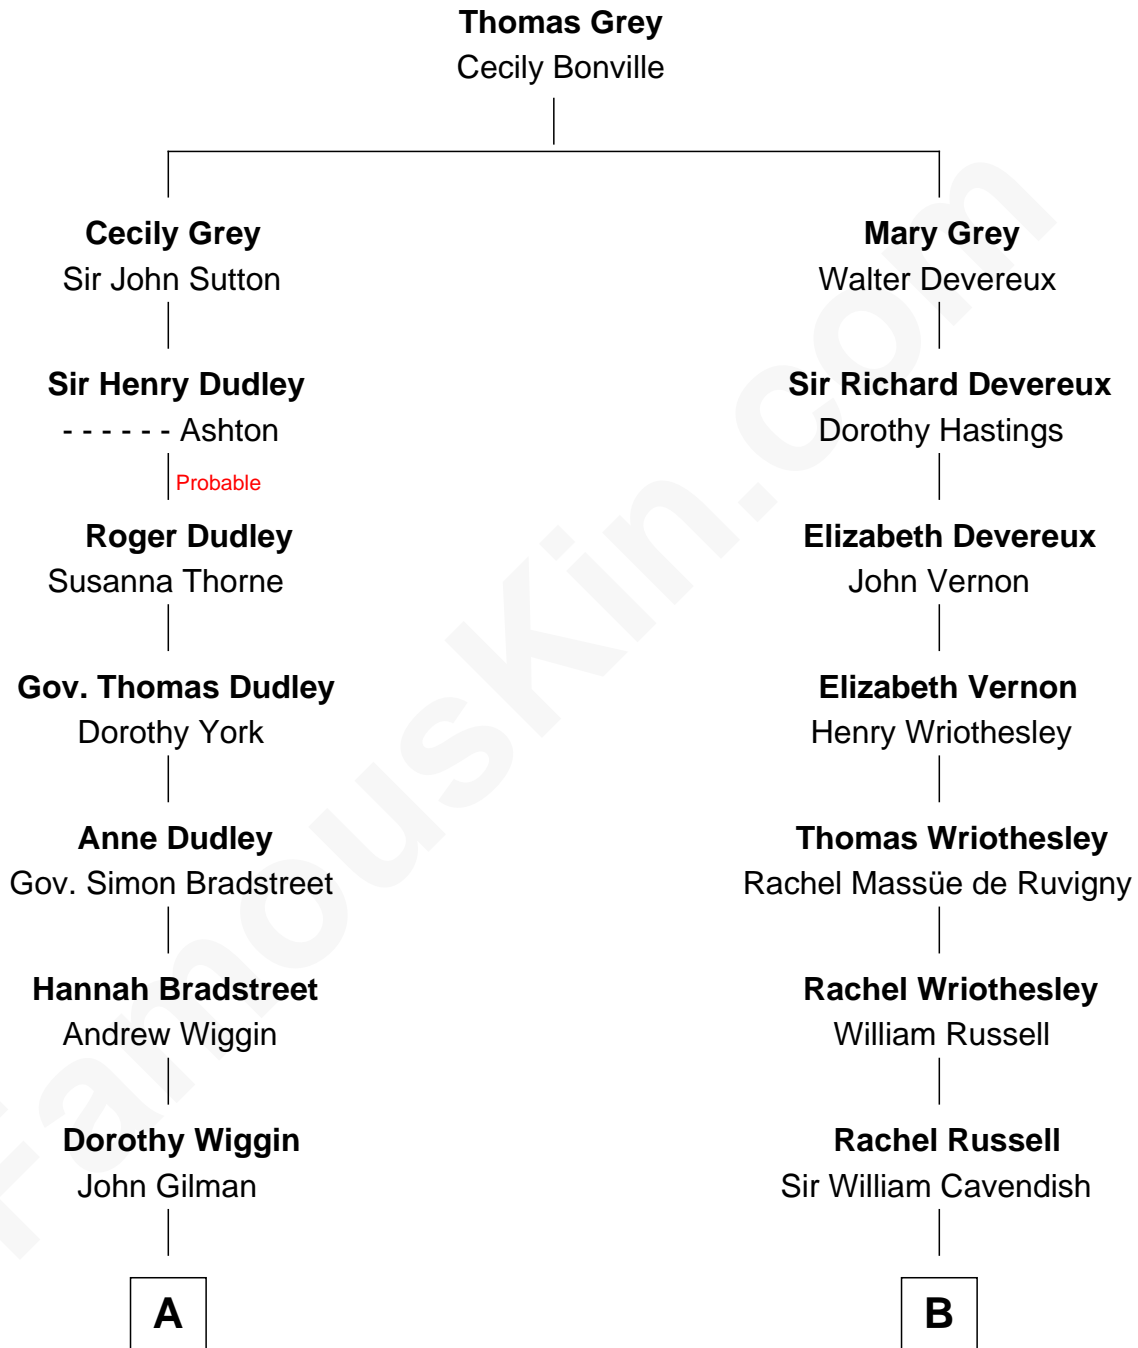 Thomas Grey
Cecily Bonville
Cecily Grey
Sir John Sutton
Mary Grey
Walter Devereux
Sir Henry Dudley
- - - - - - Ashton
Sir Richard Devereux
Dorothy Hastings
Probable
Roger Dudley
Susanna Thorne
Elizabeth Devereux
John Vernon
Gov. Thomas Dudley
Dorothy York
Elizabeth Vernon
Henry Wriothesley
Anne Dudley
Gov. Simon Bradstreet
Thomas Wriothesley
Rachel Massüe de Ruvigny
Hannah Bradstreet
Andrew Wiggin
Rachel Wriothesley
William Russell
Dorothy Wiggin
John Gilman
Rachel Russell
Sir William Cavendish
A
B
FamousKin.com